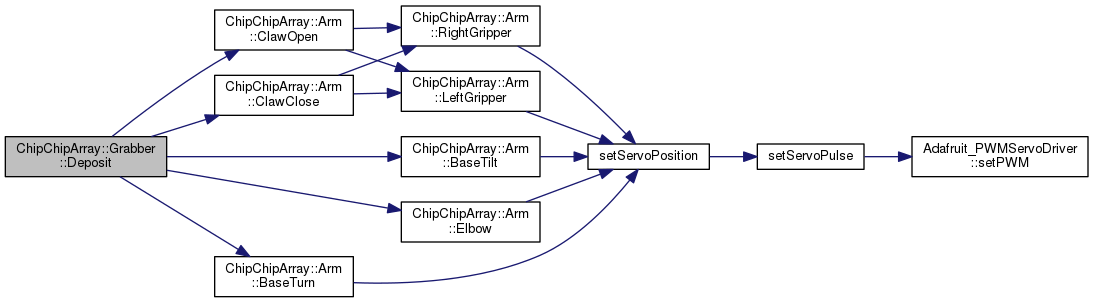 ChipChipArray::Grabber
::Deposit
ChipChipArray::Arm
::ClawOpen
ChipChipArray::Arm
::ClawClose
ChipChipArray::Arm
::BaseTurn
ChipChipArray::Arm
::RightGripper
ChipChipArray::Arm
::LeftGripper
ChipChipArray::Arm
::BaseTilt
ChipChipArray::Arm
::Elbow
setServoPosition
setServoPulse
Adafruit_PWMServoDriver
::setPWM